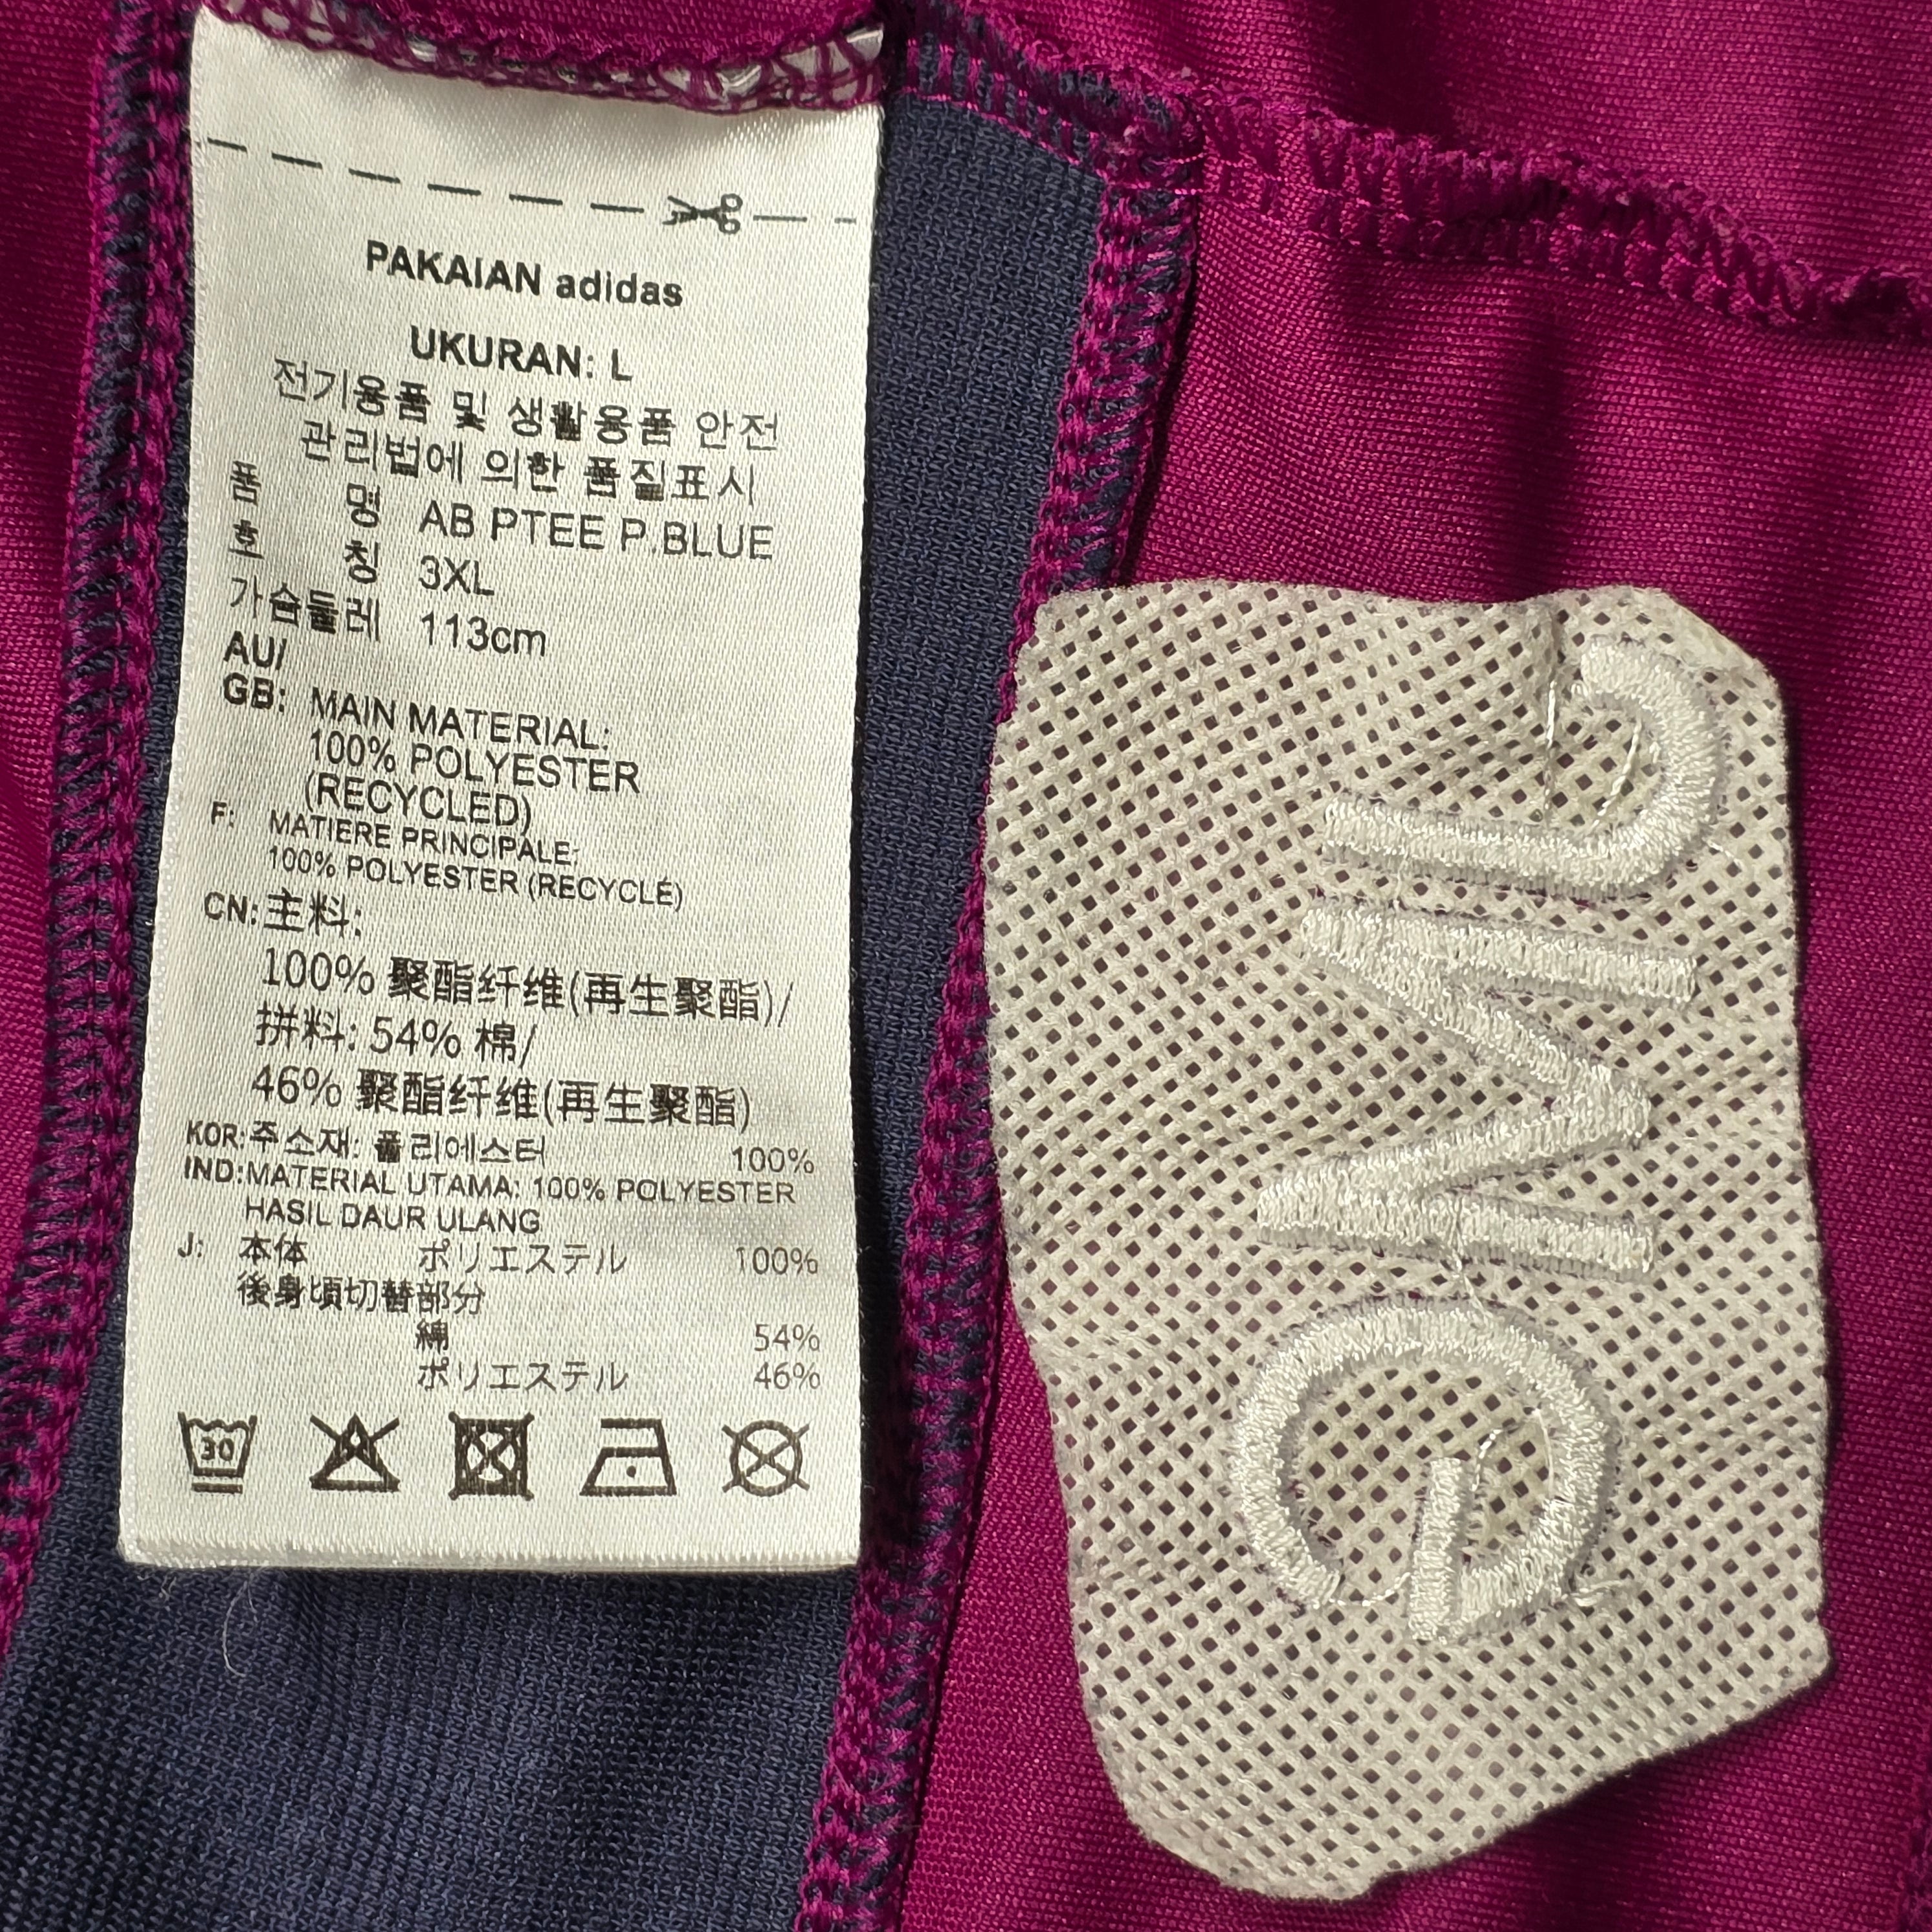 PAKAIAN adidas
UKURAN: L
전기용품 및 생활용품 안전
관리법에 의한 품질표시
품 명 AB PTEE P.BLUE
호 칭 3XL
가슴둘레 113cm
AU/
GB: MAIN MATERIAL:
100% POLYESTER
(RECYCLED)
F: MATIERE PRINCIPALE:
100% POLYESTER (RECYCLÉ)
CN: 主料:
100% 聚酯纤维(再生聚酯)/
拼料: 54% 棉/
46% 聚酯纤维(再生聚酯)
KOR: 주소재: 폴리에스터 100%
IND: MATERIAL UTAMA: 100% POLYESTER
HASIL DAUR ULANG
J: 本体 ポリエステル 100%
後身頃切替部分
綿 54%
ポリエステル 46%
30